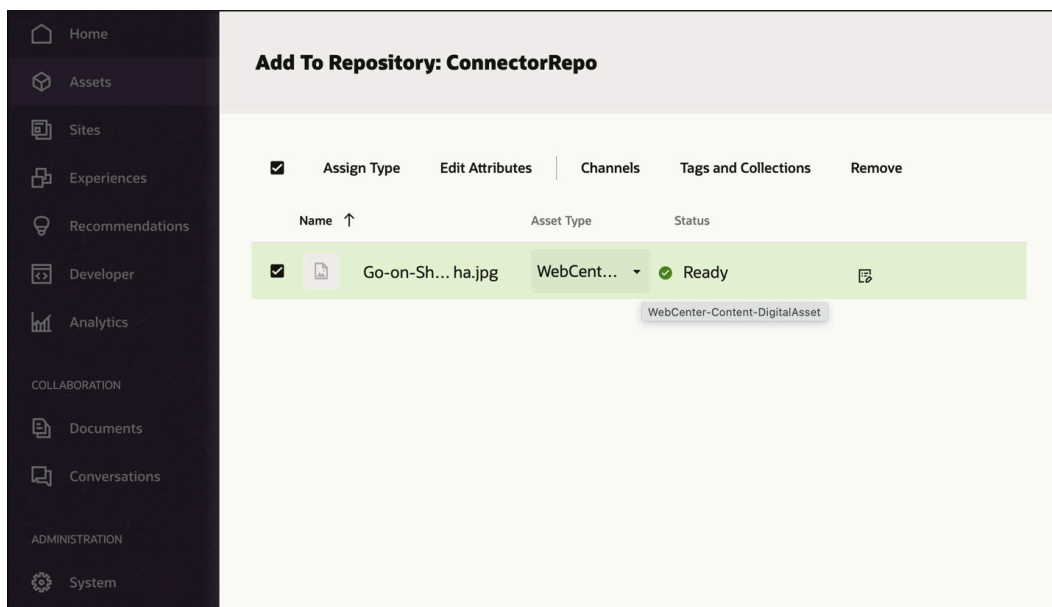 Home
Assets
Sites
Experiences
Recommendations
Developer
Analytics
COLLABORATION
Documents
Conversations
ADMINISTRATION
System
Add To Repository: ConnectorRepo
Assign Type Edit Attributes Channels Tags and Collections Remove
Name Asset Type Status
Go-on-Sh... ha.jpg WebCent... Ready
WebCenter-Content-DigitalAsset